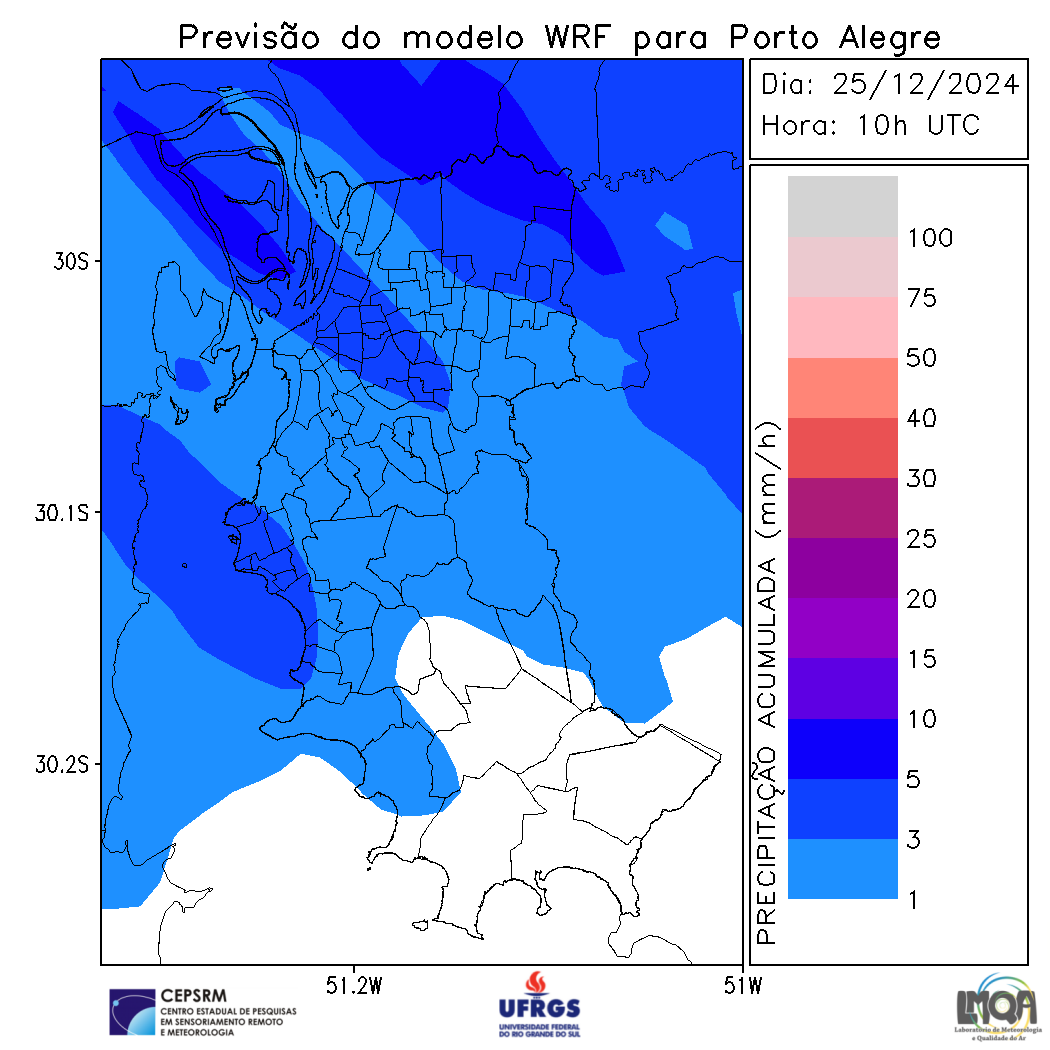 Previsão do modelo WRF para Porto Alegre
Dia: 25/12/2024
Hora: 10h UTC
PRECIPITAÇÃO ACUMULADA (mm/h)
100
75
50
40
30
25
20
15
10
5
3
1
30S
30.1S
30.2S
51.2W
51W
CEPSRM
CENTRO ESTADUAL DE PESQUISAS
EM SENSORIAMENTO REMOTO
E METEOROLOGIA
UFRGS
UNIVERSIDADE FEDERAL
DO RIO GRANDE DO SUL
LMQA
Laboratório de Meteorologia
e Qualidade do Ar